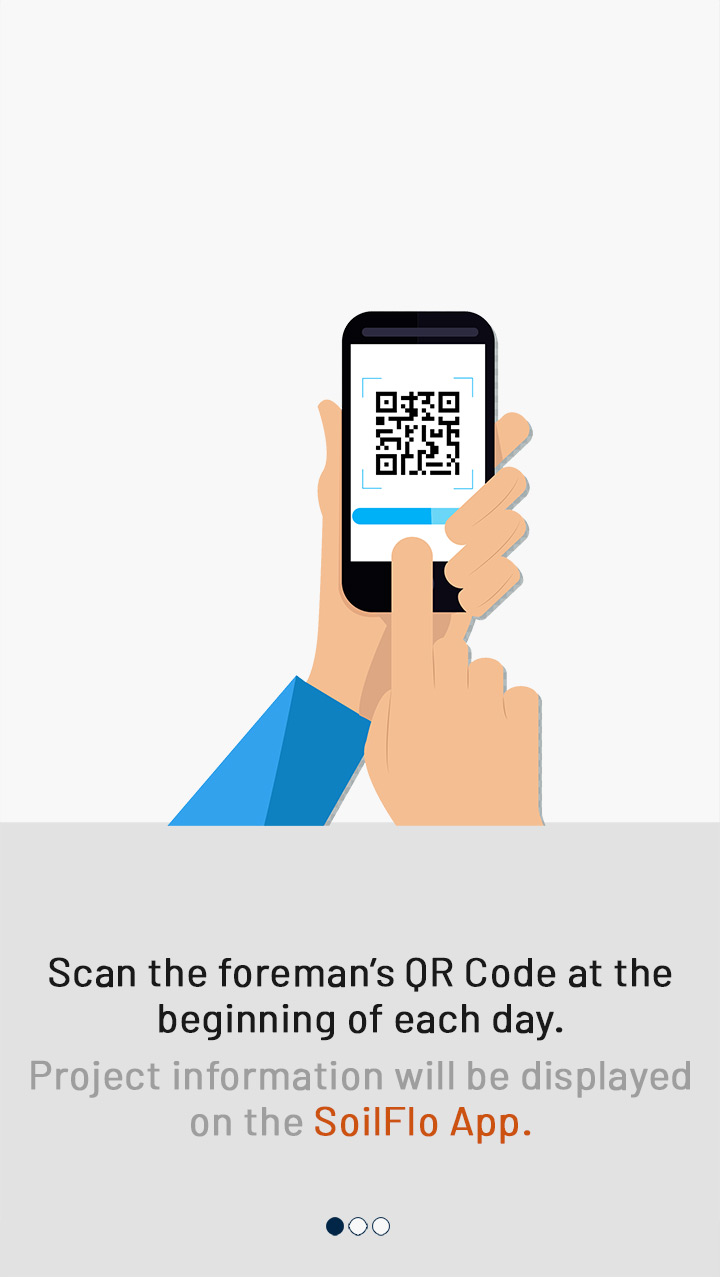 Scan the foreman’s QR Code at the
beginning of each day.
Project information will be displayed
on the SoilFlo App.